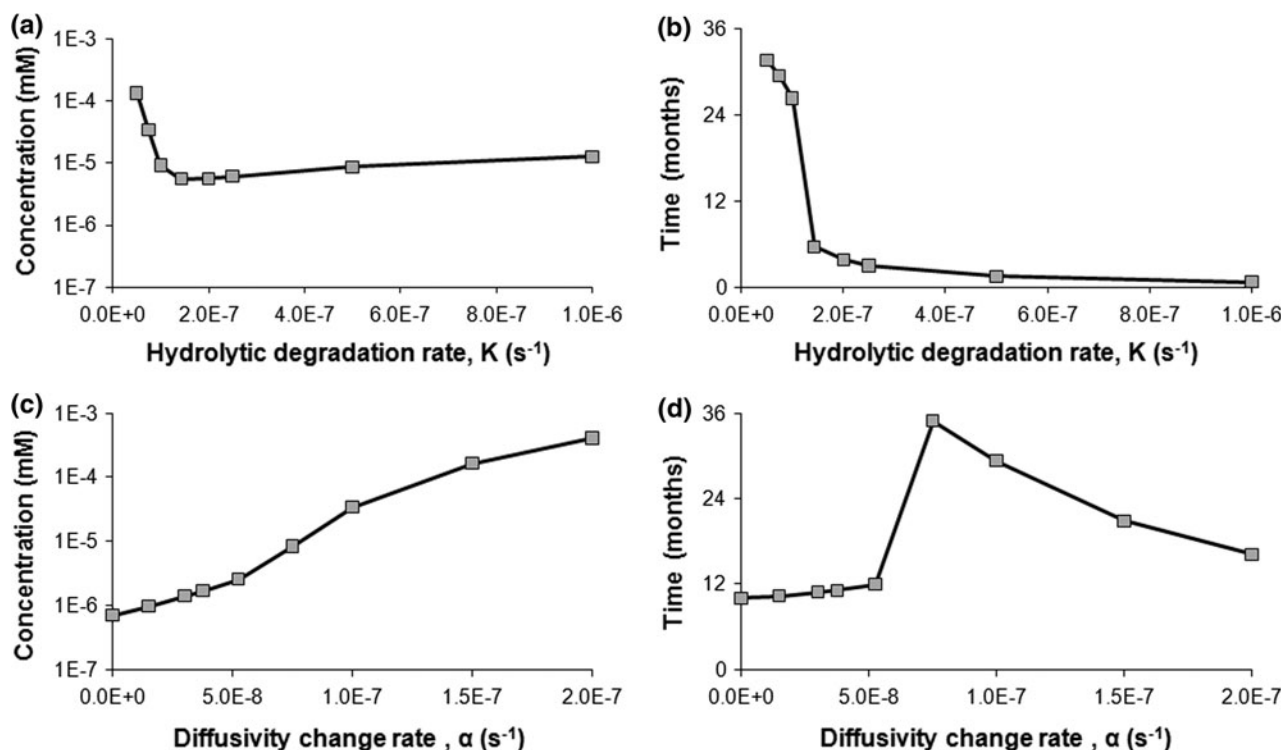 (a)
Concentration (mM)
1E-3
1E-4
1E-5
1E-6
1E-7
0.0E+0 2.0E-7 4.0E-7 6.0E-7 8.0E-7 1.0E-6
Hydrolytic degradation rate, K (s⁻¹)
(b)
Time (months)
36
24
12
0
0.0E+0 2.0E-7 4.0E-7 6.0E-7 8.0E-7 1.0E-6
Hydrolytic degradation rate, K (s⁻¹)
(c)
Concentration (mM)
1E-3
1E-4
1E-5
1E-6
1E-7
0.0E+0 5.0E-8 1.0E-7 1.5E-7 2.0E-7
Diffusivity change rate , α (s⁻¹)
(d)
Time (months)
36
24
12
0
0.0E+0 5.0E-8 1.0E-7 1.5E-7 2.0E-7
Diffusivity change rate , α (s⁻¹)